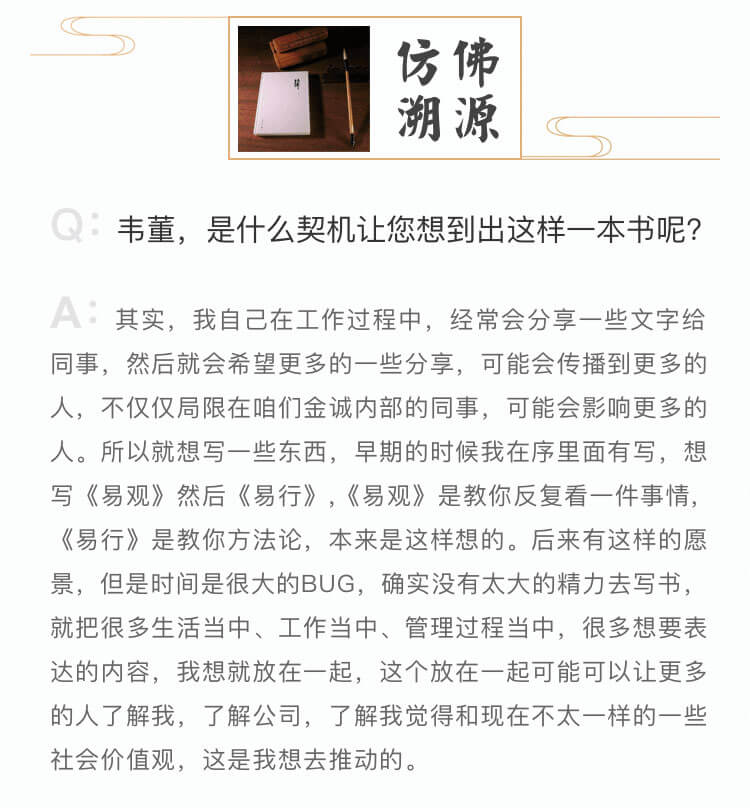 仿佛
溯源
Q：韦董，是什么契机让您想到出这样一本书呢？
A：其实，我自己在工作过程中，经常会分享一些文字给
同事，然后就会希望更多的一些分享，可能会传播到更多的
人，不仅仅局限在咱们金诚内部的同事，可能会影响更多的
人。所以就想写一些东西，早期的时候我在序里面有写，想
写《易观》然后《易行》,《易观》是教你反复看一件事情，
《易行》是教你方法论，本来是这样想的。后来有这样的愿
景，但是时间是很大的BUG，确实没有太大的精力去写书，
就把很多生活当中、工作当中、管理过程当中，很多想要表
达的内容，我想就放在一起，这个放在一起可能可以让更多
的人了解我，了解公司，了解我觉得和现在不太一样的一些
社会价值观，这是我想去推动的。